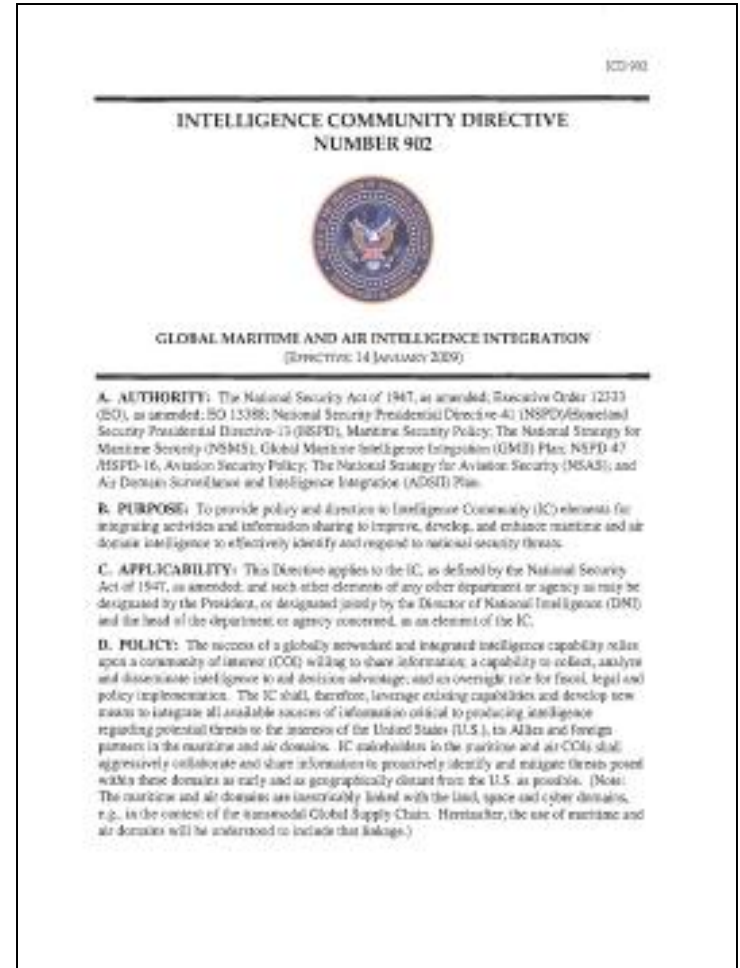 ICD 902
INTELLIGENCE COMMUNITY DIRECTIVE
NUMBER 902
GLOBAL MARITIME AND AIR INTELLIGENCE INTEGRATION
(EFFECTIVE: 14 JANUARY 2009)
A. AUTHORITY: The National Security Act of 1947, as amended; Executive Order 12333
(EO), as amended; EO 13388; National Security Presidential Directive-41 (NSPD)/Homeland
Security Presidential Directive-13 (HSPD), Maritime Security Policy; The National Strategy for
Maritime Security (NSMS), Global Maritime Intelligence Integration (GMII) Plan; NSPD-47
/HSPD-16, Aviation Security Policy; The National Strategy for Aviation Security (NSAS); and
Air Domain Surveillance and Intelligence Integration (ADSII) Plan.
B. PURPOSE: To provide policy and direction to Intelligence Community (IC) elements for
integrating activities and information sharing to improve, develop, and enhance maritime and air
domain intelligence to effectively identify and respond to national security threats.
C. APPLICABILITY: This Directive applies to the IC, as defined by the National Security
Act of 1947, as amended; and such other elements of any other department or agency as may be
designated by the President, or designated jointly by the Director of National Intelligence (DNI)
and the head of the department or agency concerned, as an element of the IC.
D. POLICY: The success of a globally networked and integrated intelligence capability relies
upon a community of interest (COI) willing to share information; a capability to collect, analyze
and disseminate intelligence to aid decision advantage; and an oversight role for fiscal, legal and
policy implementation. The IC shall, therefore, leverage existing capabilities and develop new
means to integrate all available sources of information critical to producing intelligence
regarding potential threats to the interests of the United States (U.S.), its Allies and foreign
partners in the maritime and air domains. IC stakeholders in the maritime and air COIs shall
aggressively collaborate and share information to proactively identify and mitigate threats posed
within these domains as early and as geographically distant from the U.S. as possible. (Note:
The maritime and air domains are inextricably linked with the land, space and cyber domains,
e.g., in the context of the transmodal Global Supply Chain. Hereinafter, the use of maritime and
air domains will be understood to include that linkage.)